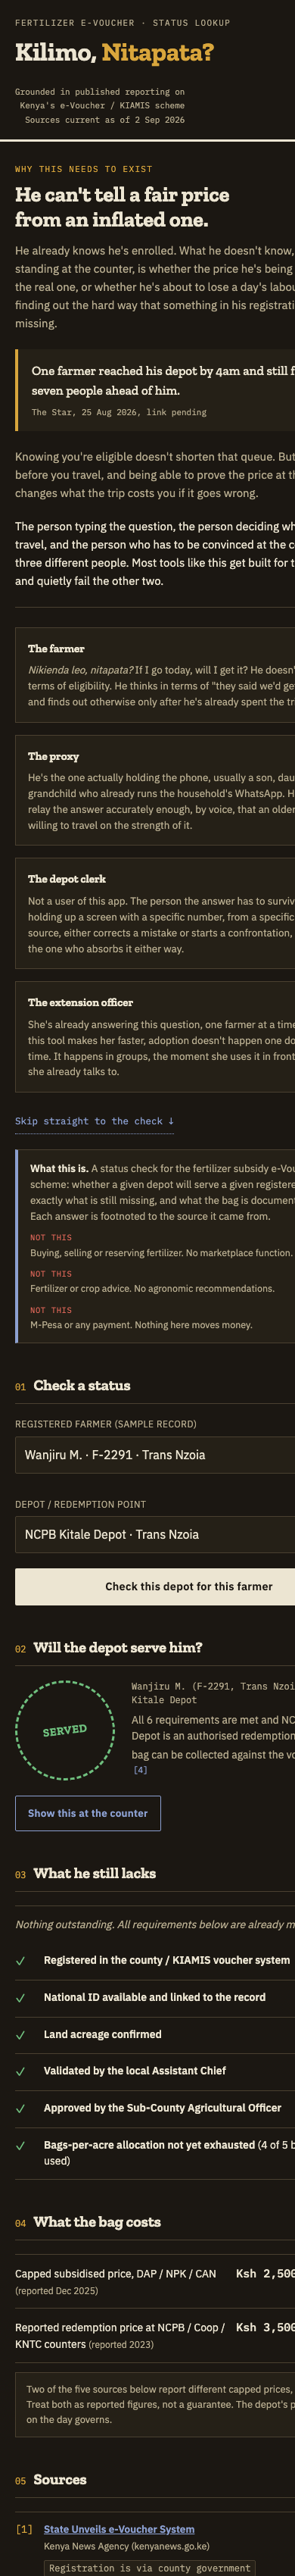 FERTILIZER E-VOUCHER · STATUS LOOKUP
Kilimo, Nitapata?
Grounded in published reporting on
Kenya's e-Voucher / KIAMIS scheme
Sources current as of 2 Sep 2026
WHY THIS NEEDS TO EXIST
He can't tell a fair price
from an inflated one.
He already knows he's enrolled. What he doesn't know,
standing at the counter, is whether the price he's being
the real one, or whether he's about to lose a day's labou
finding out the hard way that something in his registrati
missing.
One farmer reached his depot by 4am and still f
seven people ahead of him.
The Star, 25 Aug 2026, link pending
Knowing you're eligible doesn't shorten that queue. But
before you travel, and being able to prove the price at th
changes what the trip costs you if it goes wrong.
The person typing the question, the person deciding wh
travel, and the person who has to be convinced at the c
three different people. Most tools like this get built for t
and quietly fail the other two.
The farmer
Nikienda leo, nitapata? If I go today, will I get it? He doesn'
terms of eligibility. He thinks in terms of "they said we'd ge
and finds out otherwise only after he's already spent the tr
The proxy
He's the one actually holding the phone, usually a son, dau
grandchild who already runs the household's WhatsApp. H
relay the answer accurately enough, by voice, that an older
willing to travel on the strength of it.
The depot clerk
Not a user of this app. The person the answer has to surviv
holding up a screen with a specific number, from a specific
source, either corrects a mistake or starts a confrontation,
the one who absorbs it either way.
The extension officer
She's already answering this question, one farmer at a time
this tool makes her faster, adoption doesn't happen one do
time. It happens in groups, the moment she uses it in front
she already talks to.
Skip straight to the check ↓
What this is. A status check for the fertilizer subsidy e-Vou
scheme: whether a given depot will serve a given registere
exactly what is still missing, and what the bag is document
Each answer is footnoted to the source it came from.
NOT THIS
Buying, selling or reserving fertilizer. No marketplace function.
NOT THIS
Fertilizer or crop advice. No agronomic recommendations.
NOT THIS
M-Pesa or any payment. Nothing here moves money.
01 Check a status
REGISTERED FARMER (SAMPLE RECORD)
Wanjiru M. · F-2291 · Trans Nzoia
DEPOT / REDEMPTION POINT
NCPB Kitale Depot · Trans Nzoia
Check this depot for this farmer
02 Will the depot serve him?
SERVED
Wanjiru M. (F-2291, Trans Nzoi
Kitale Depot
All 6 requirements are met and NC
Depot is an authorised redemption
bag can be collected against the vo
[4]
Show this at the counter
03 What he still lacks
Nothing outstanding. All requirements below are already m
✓ Registered in the county / KIAMIS voucher system
✓ National ID available and linked to the record
✓ Land acreage confirmed
✓ Validated by the local Assistant Chief
✓ Approved by the Sub-County Agricultural Officer
✓ Bags-per-acre allocation not yet exhausted (4 of 5 b
used)
04 What the bag costs
Capped subsidised price, DAP / NPK / CAN Ksh 2,500
(reported Dec 2025)
Reported redemption price at NCPB / Coop / Ksh 3,500
KNTC counters (reported 2023)
Two of the five sources below report different capped prices,
Treat both as reported figures, not a guarantee. The depot's p
on the day governs.
05 Sources
[1] State Unveils e-Voucher System
Kenya News Agency (kenyanews.go.ke)
Registration is via county government